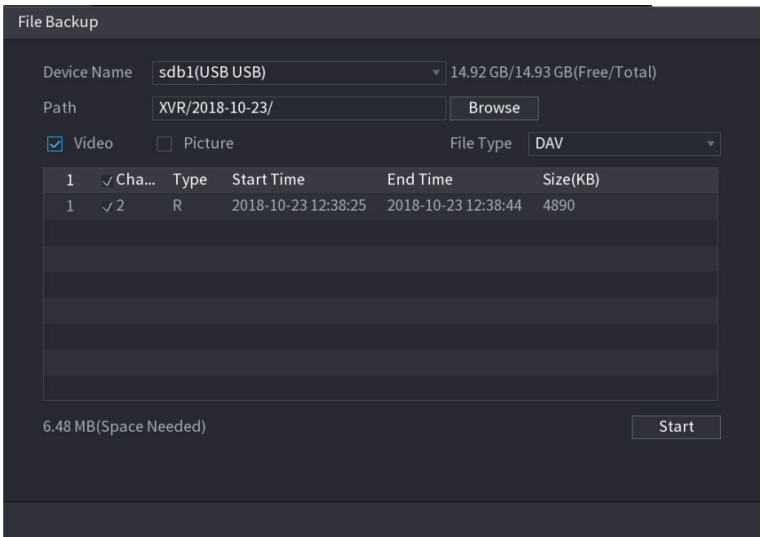 File Backup
Device Name sdb1(USB USB) 14.92 GB/14.93 GB(Free/Total)
Path XVR/2018-10-23/ Browse
Video Picture File Type DAV
1 Cha... Type Start Time End Time Size(KB)
1 2 R 2018-10-23 12:38:25 2018-10-23 12:38:44 4890
6.48 MB(Space Needed) Start